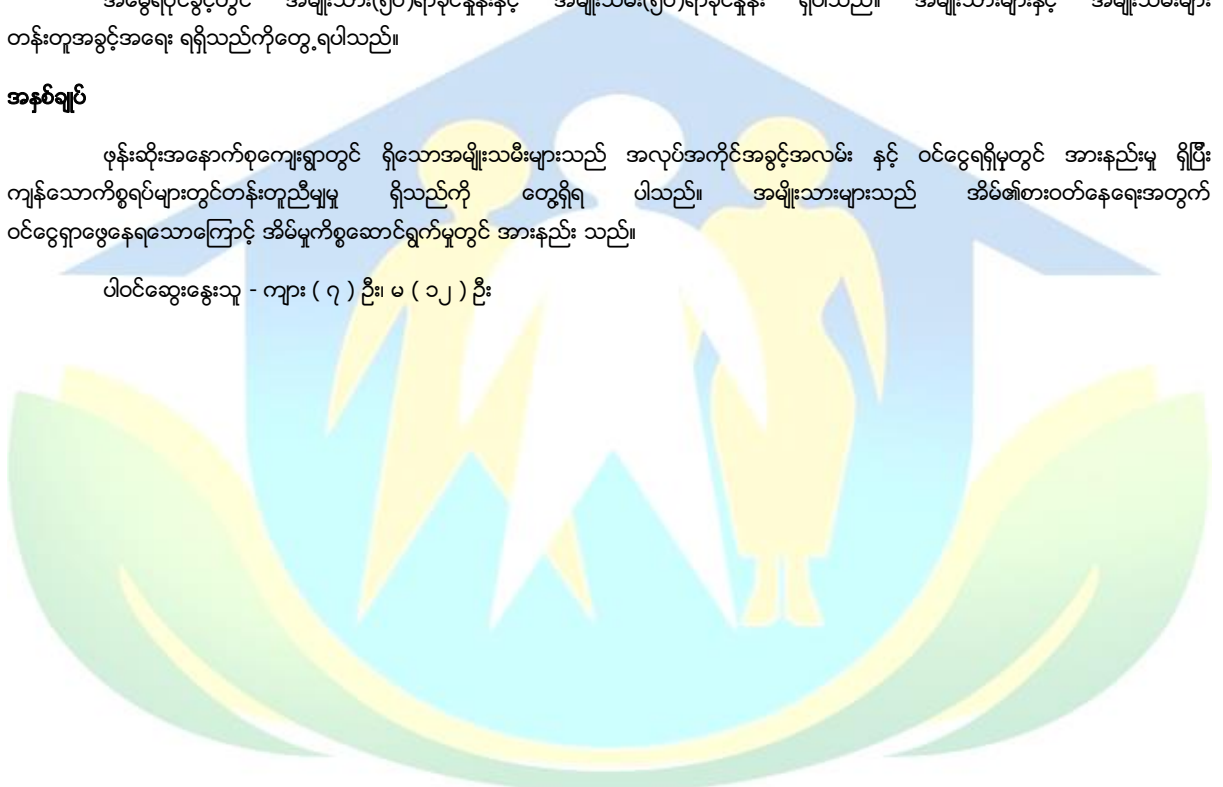 အမွေရပိုင်ခွင့်တွင် အမျိုးသား(၅၀)ရာခိုင်နှုန်းနှင့် အမျိုးသမီး(၅၀)ရာခိုင်နှုန်း ရှိပါသည်။ အမျိုးသားများနှင့် အမျိုးသမီးများ
တန်းတူအခွင့်အရေး ရရှိသည်ကိုတွေ့ရပါသည်။
အနှစ်ချုပ်
ဖုန်းဆိုးအနောက်စုကျေးရွာတွင် ရှိသောအမျိုးသမီးများသည် အလုပ်အကိုင်အခွင့်အလမ်း နှင့် ဝင်ငွေရရှိမှုတွင် အားနည်းမှု ရှိပြီး
ကျန်သောကိစ္စရပ်များတွင်တန်းတူညီမျှမှု ရှိသည်ကို တွေ့ရှိရ ပါသည်။ အမျိုးသားများသည် အိမ်၏စားဝတ်နေရေးအတွက်
ဝင်ငွေရှာဖွေနေရသောကြောင့် အိမ်မှုကိစ္စဆောင်ရွက်မှုတွင် အားနည်း သည်။
ပါဝင်ဆွေးနွေးသူ - ကျား ( ၇ ) ဦး၊ မ ( ၁၂ ) ဦး